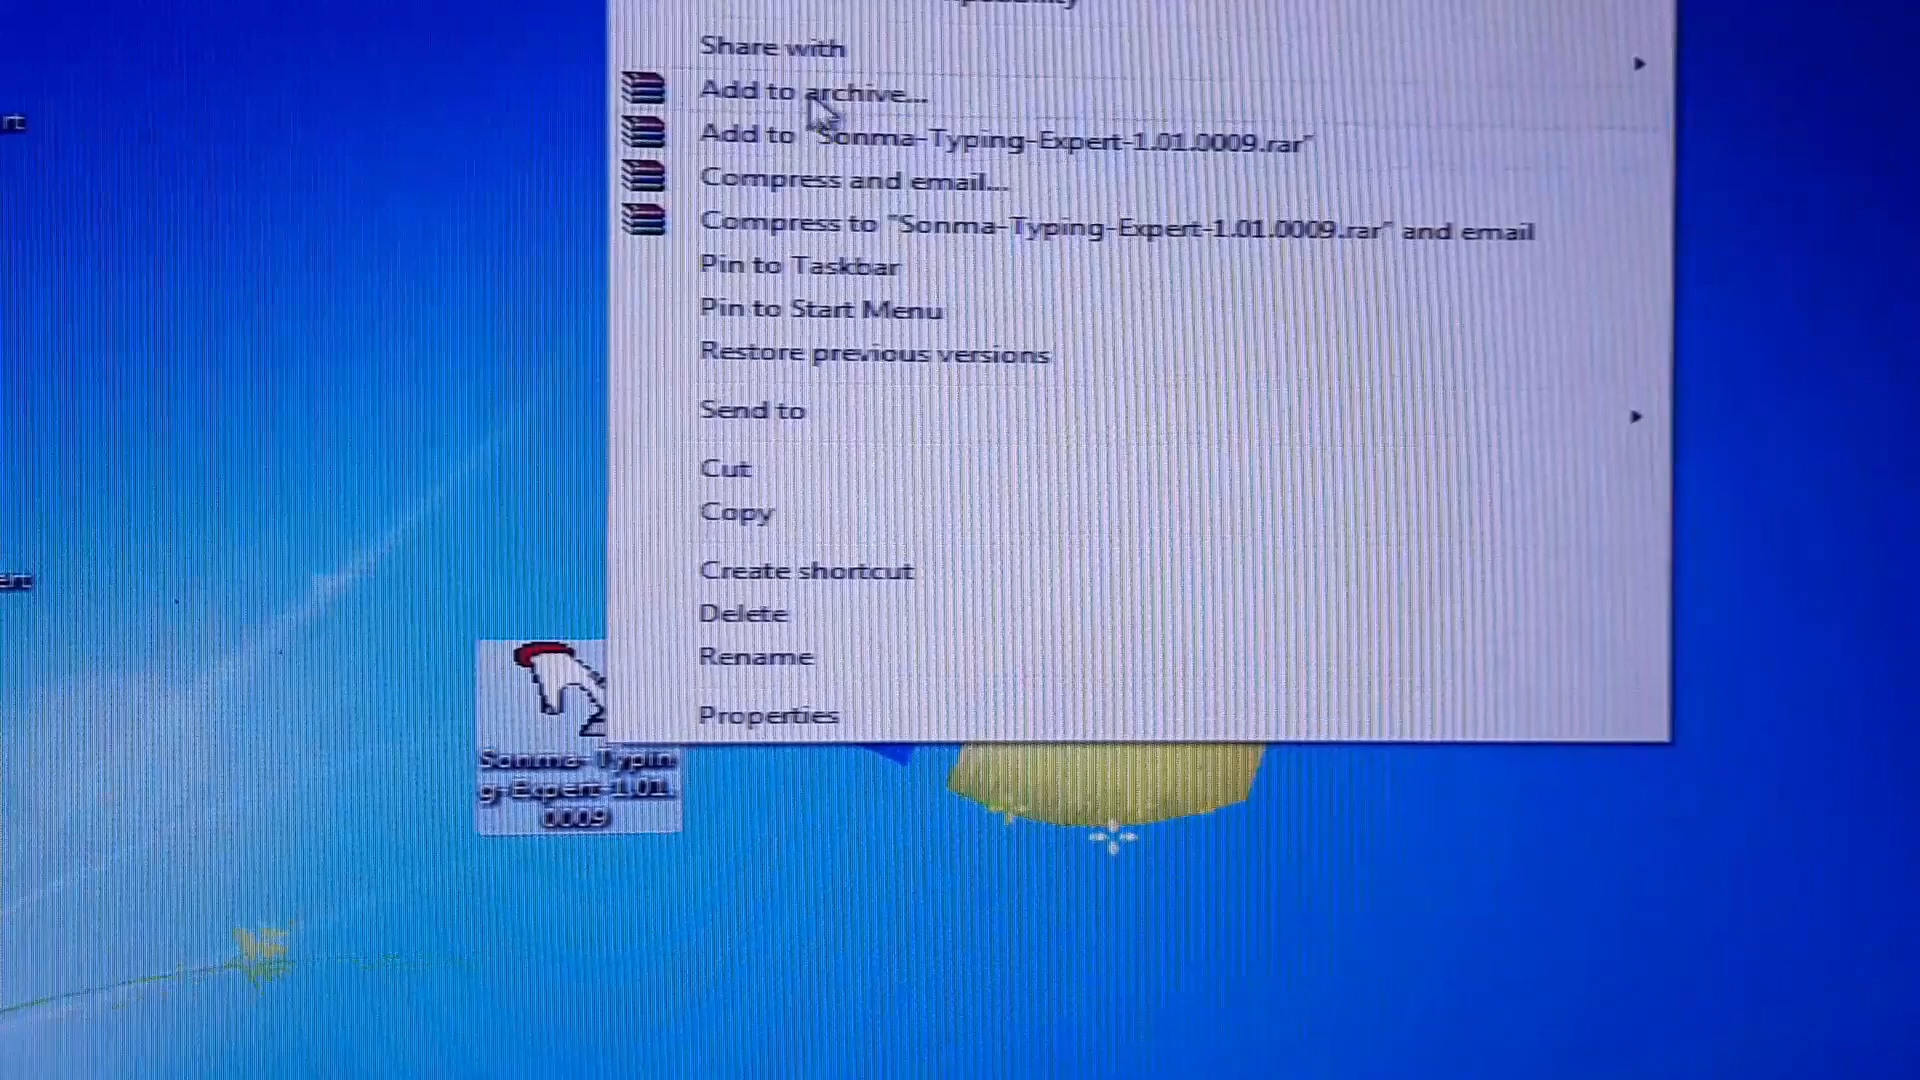 Share with
Add to archive...
Add to "Sonma-Typing-Expert-1.01.0009.rar"
Compress and email...
Compress to "Sonma-Typing-Expert-1.01.0009.rar" and email
Pin to Taskbar
Pin to Start Menu
Restore previous versions
Send to
Cut
Copy
Create shortcut
Delete
Rename
Properties
Sonma-Typin
g-Expert-1.01.
0009